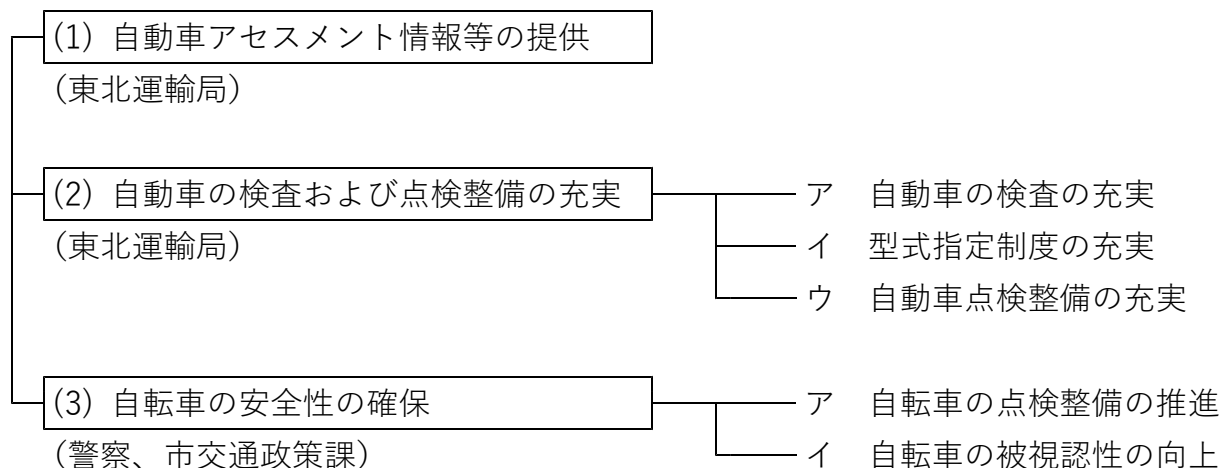 (1) 自動車アセスメント情報等の提供
(東北運輸局)
(2) 自動車の検査および点検整備の充実
ア　自動車の検査の充実
(東北運輸局)
イ　型式指定制度の充実
ウ　自動車点検整備の充実
(3) 自転車の安全性の確保
ア　自転車の点検整備の推進
(警察、市交通政策課)
イ　自転車の被視認性の向上